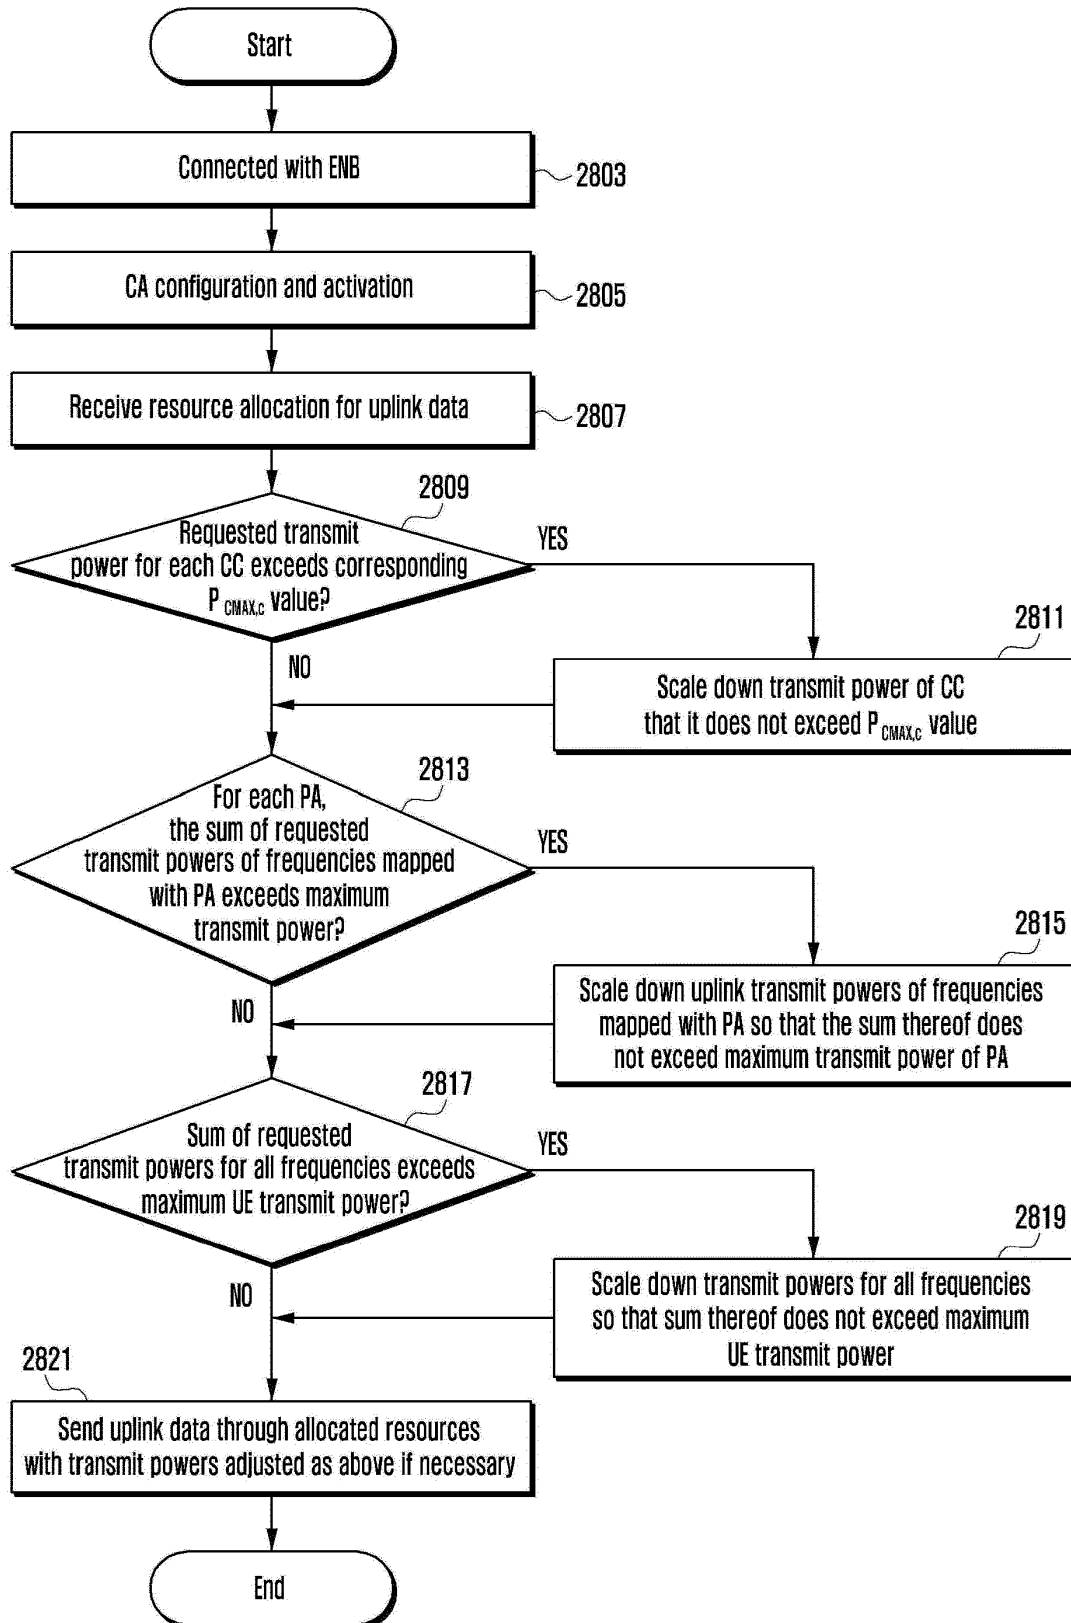 Start
Connected with ENB
2803
CA configuration and activation
2805
Receive resource allocation for uplink data
2807
2809
Requested transmit
power for each CC exceeds corresponding
P CMAX,c value?
YES
NO
2811
Scale down transmit power of CC
that it does not exceed P CMAX,c value
2813
For each PA,
the sum of requested
transmit powers of frequencies mapped
with PA exceeds maximum
transmit power?
YES
NO
2815
Scale down uplink transmit powers of frequencies
mapped with PA so that the sum thereof does
not exceed maximum transmit power of PA
2817
Sum of requested
transmit powers for all frequencies exceeds
maximum UE transmit power?
YES
NO
2819
Scale down transmit powers for all frequencies
so that sum thereof does not exceed maximum
UE transmit power
2821
Send uplink data through allocated resources
with transmit powers adjusted as above if necessary
End